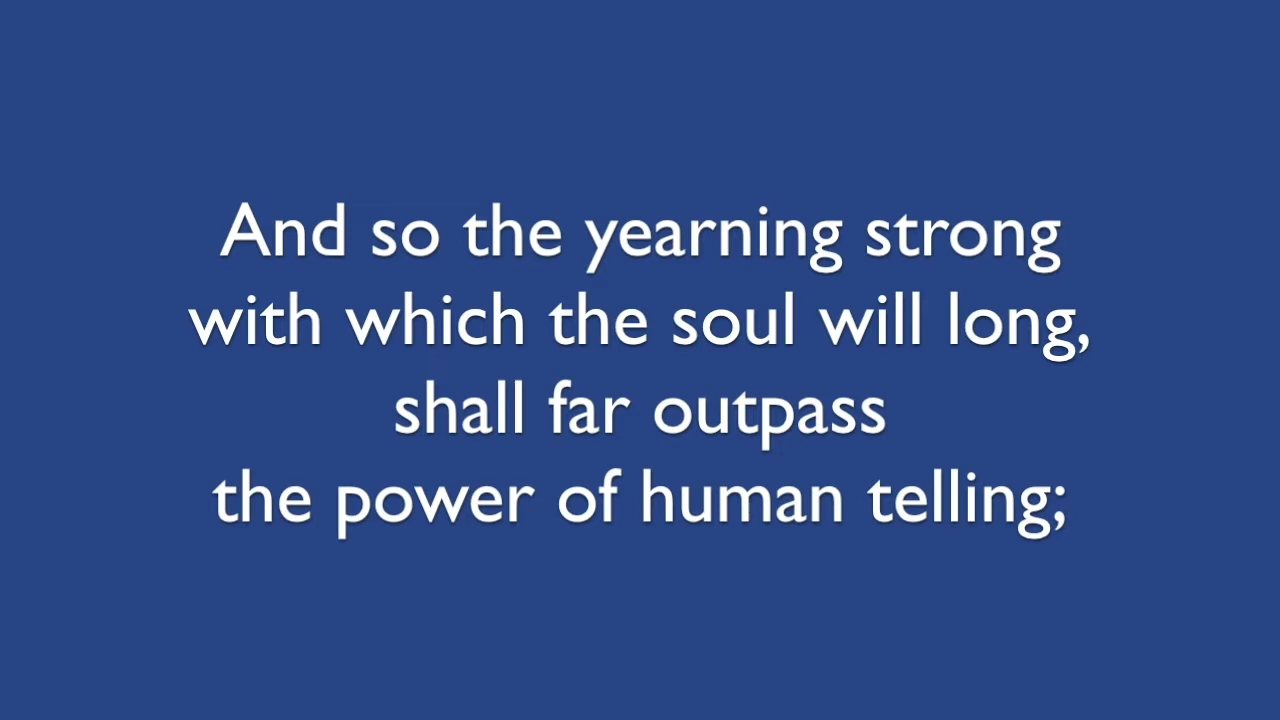 And so the yearning strong
with which the soul will long,
shall far outpass
the power of human telling;